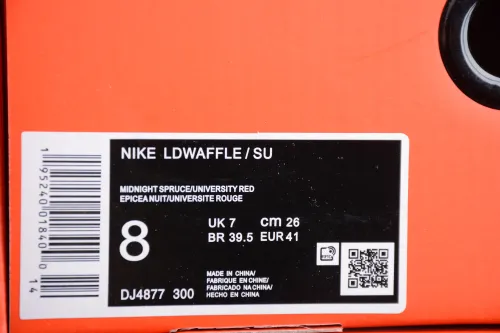 NIKE LDWAFFLE / SU
MIDNIGHT SPRUCE/UNIVERSITY RED
EPICEA NUIT/UNIVERSITE ROUGE
8
UK 7 cm 26
BR 39.5 EUR 41
MADE IN CHINA/
FABRIQUE EN CHINE/
FABRICADO NA CHINA/
HECHO EN CHINA
DJ4877 300
1 95240 01840 0
14